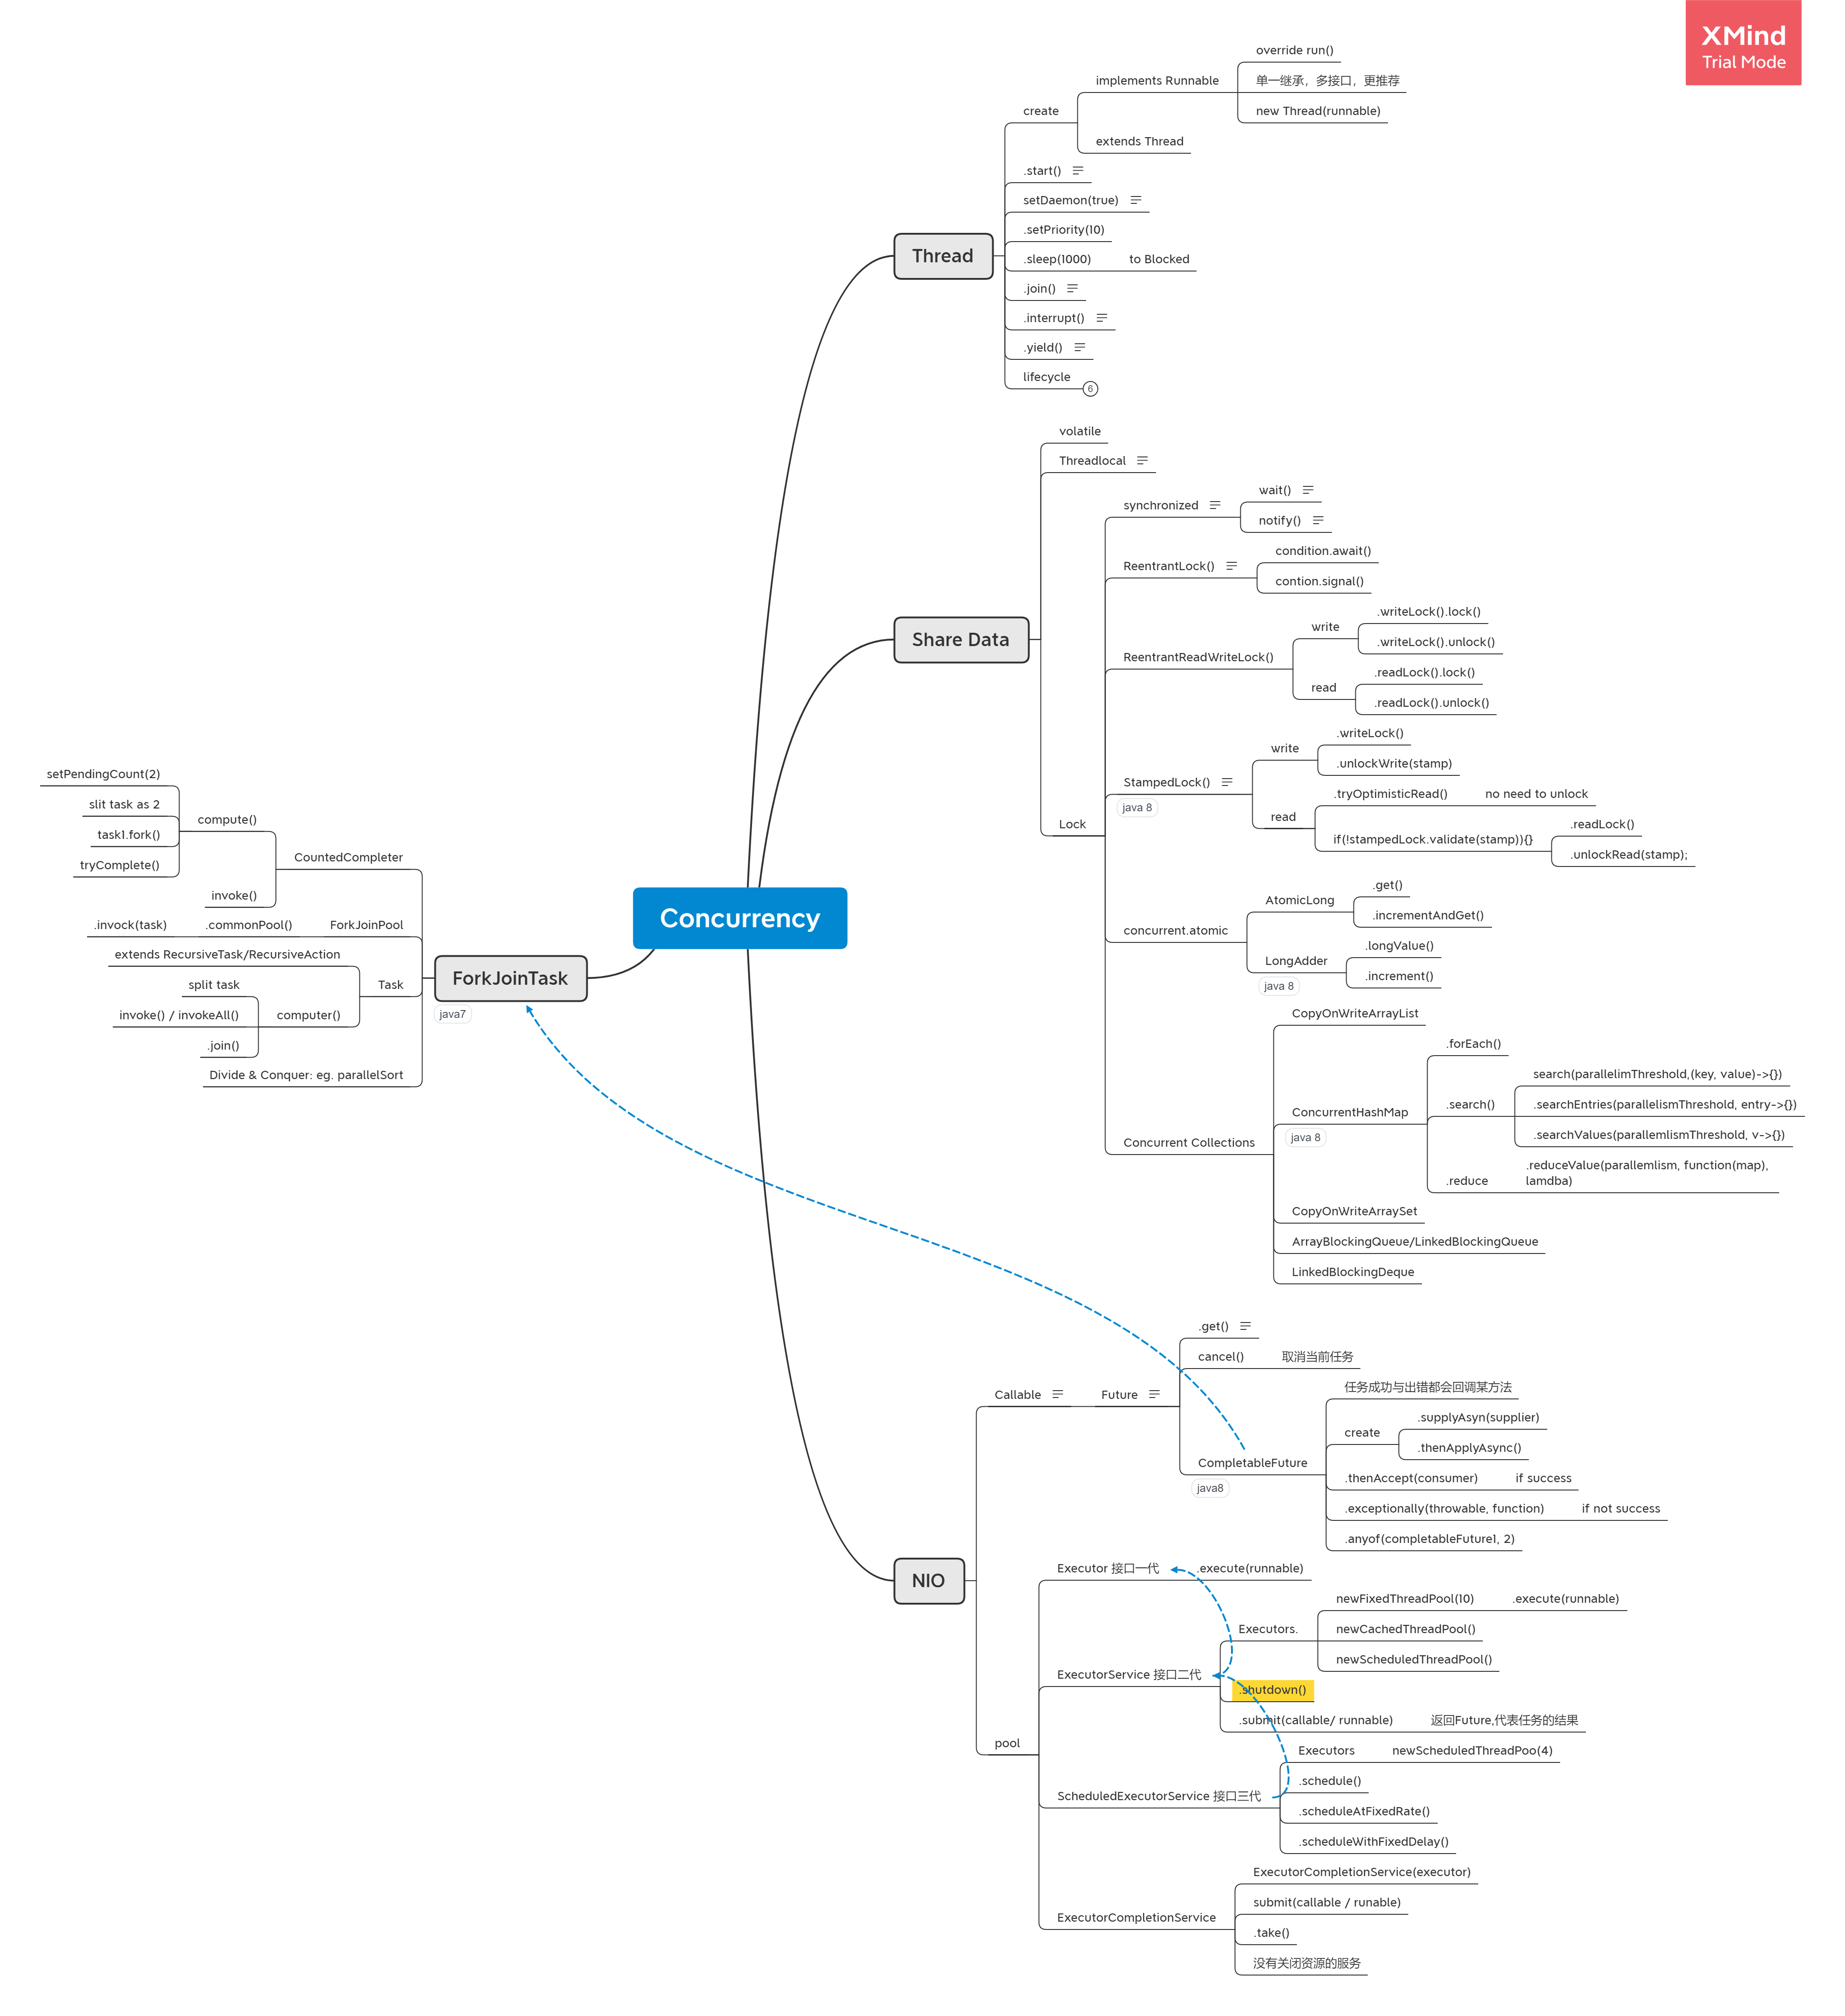 XMind
Trial Mode
Concurrency
Thread
create
implements Runnable
override run()
单一继承，多接口，更推荐
new Thread(runnable)
extends Thread
.start()
setDaemon(true)
.setPriority(10)
.sleep(1000)
to Blocked
.join()
.interrupt()
.yield()
lifecycle
6
Share Data
volatile
Threadlocal
Lock
synchronized
wait()
notify()
ReentrantLock()
condition.await()
contion.signal()
ReentrantReadWriteLock()
write
.writeLock().lock()
.writeLock().unlock()
read
.readLock().lock()
.readLock().unlock()
StampedLock()
java 8
write
.writeLock()
.unlockWrite(stamp)
read
.tryOptimisticRead()
no need to unlock
if(!stampedLock.validate(stamp)){}
.readLock()
.unlockRead(stamp);
concurrent.atomic
AtomicLong
.get()
.incrementAndGet()
LongAdder
java 8
.longValue()
.increment()
Concurrent Collections
CopyOnWriteArrayList
ConcurrentHashMap
java 8
.forEach()
.search()
search(parallelimThreshold,(key, value)->{})
.searchEntries(parallelismThreshold, entry->{})
.searchValues(parallemlismThreshold, v->{})
.reduce
.reduceValue(parallemlism, function(map),
lamdba)
CopyOnWriteArraySet
ArrayBlockingQueue/LinkedBlockingQueue
LinkedBlockingDeque
NIO
Callable
Future
.get()
cancel()
取消当前任务
CompletableFuture
java8
任务成功与出错都会回调某方法
create
.supplyAsyn(supplier)
.thenApplyAsync()
.thenAccept(consumer)
if success
.exceptionally(throwable, function)
if not success
.anyof(completableFuture1, 2)
pool
Executor 接口一代
.execute(runnable)
ExecutorService 接口二代
Executors.
newFixedThreadPool(10)
.execute(runnable)
newCachedThreadPool()
newScheduledThreadPool()
.shutdown()
.submit(callable/ runnable)
返回Future,代表任务的结果
ScheduledExecutorService 接口三代
Executors
newScheduledThreadPoo(4)
.schedule()
.scheduleAtFixedRate()
.scheduleWithFixedDelay()
ExecutorCompletionService
ExecutorCompletionService(executor)
submit(callable / runable)
.take()
没有关闭资源的服务
ForkJoinTask
java7
CountedCompleter
compute()
setPendingCount(2)
slit task as 2
task1.fork()
tryComplete()
invoke()
ForkJoinPool
.commonPool()
.invock(task)
Task
extends RecursiveTask/RecursiveAction
computer()
split task
invoke() / invokeAll()
.join()
Divide & Conquer: eg. parallelSort